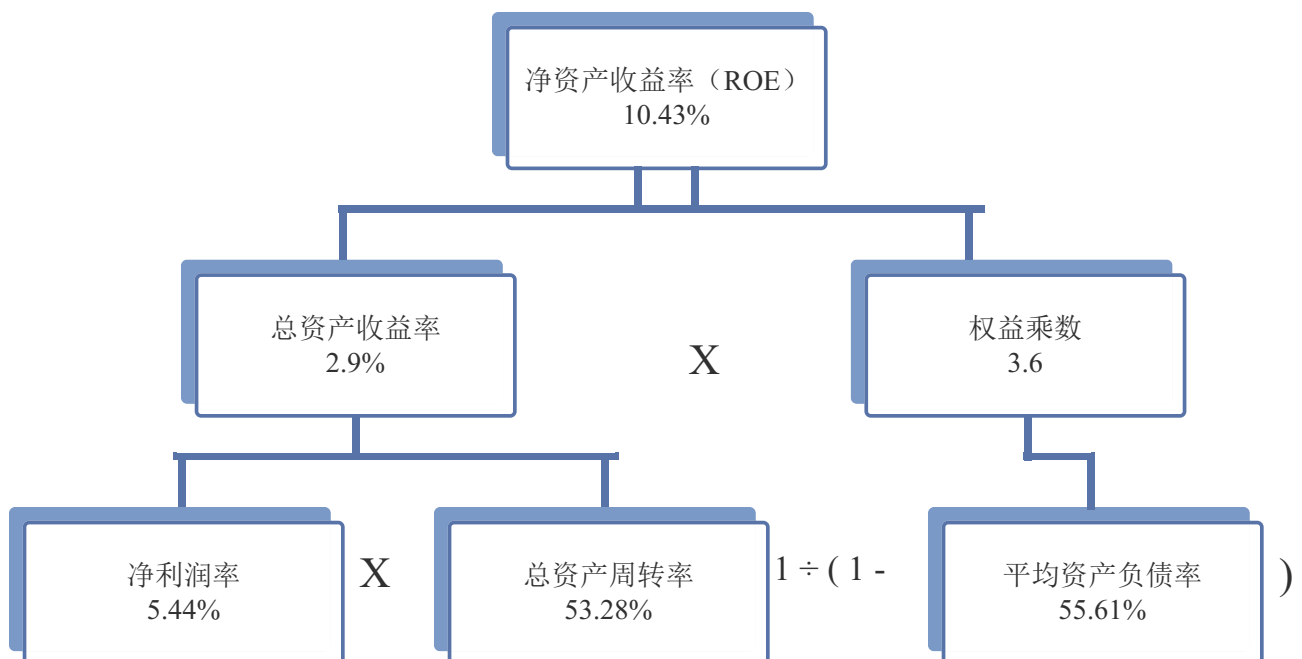 净资产收益率（ROE）
10.43%
总资产收益率
2.9%
X
权益乘数
3.6
净利润率
5.44%
X
总资产周转率
53.28%
1 ÷ ( 1 -
平均资产负债率
55.61%
)